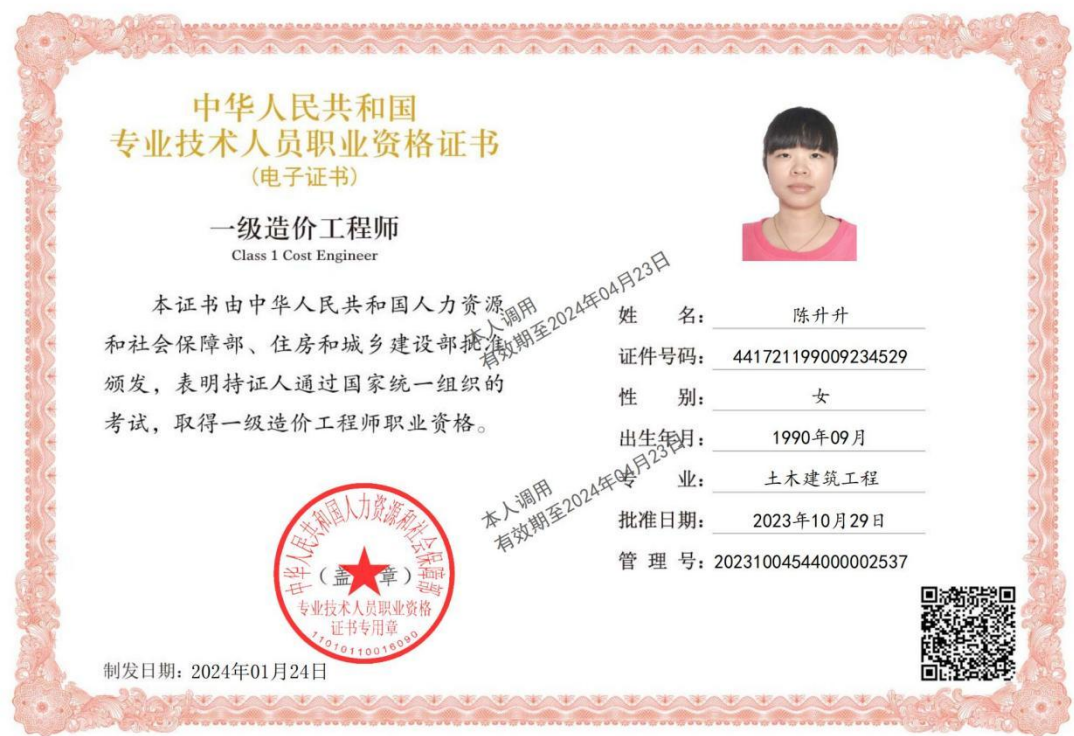 中华人民共和国
专业技术人员职业资格证书
(电子证书)
一级造价工程师
Class 1 Cost Engineer
本证书由中华人民共和国人力资源
和社会保障部、住房和城乡建设部批准
颁发，表明持证人通过国家统一组织的
考试，取得一级造价工程师职业资格。
中华人民共和国人力资源和社会保障部
（盖章）
专业技术人员职业资格
证书专用章
11010110016090
制发日期：2024年01月24日
本人调用
有效期至2024年04月23日
本人调用
有效期至2024年04月23日
姓 名： 陈升升
证件号码： 441721199009234529
性 别： 女
出生年月： 1990年09月
专 业： 土木建筑工程
批准日期： 2023年10月29日
管 理 号：20231004544000002537